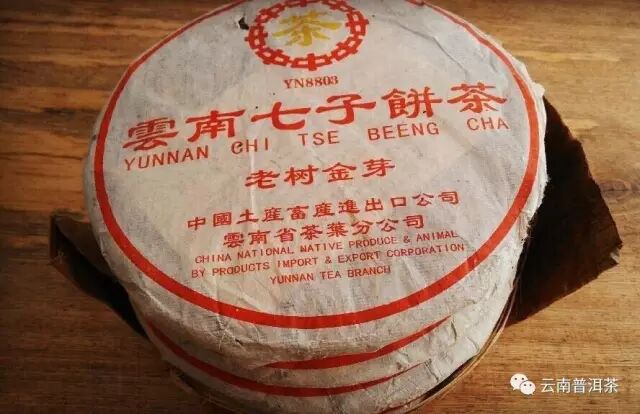 茶
YN8803
雲南七子餅茶
YUNNAN CHI TSE BEENG CHA
老树金芽
中國土產畜產進出口公司
雲南省茶葉分公司
CHINA NATIONAL NATIVE PRODUCE & ANIMAL
BY PRODUCTS IMPORT & EXPORT CORPORATION
YUNNAN TEA BRANCH
云南普洱茶